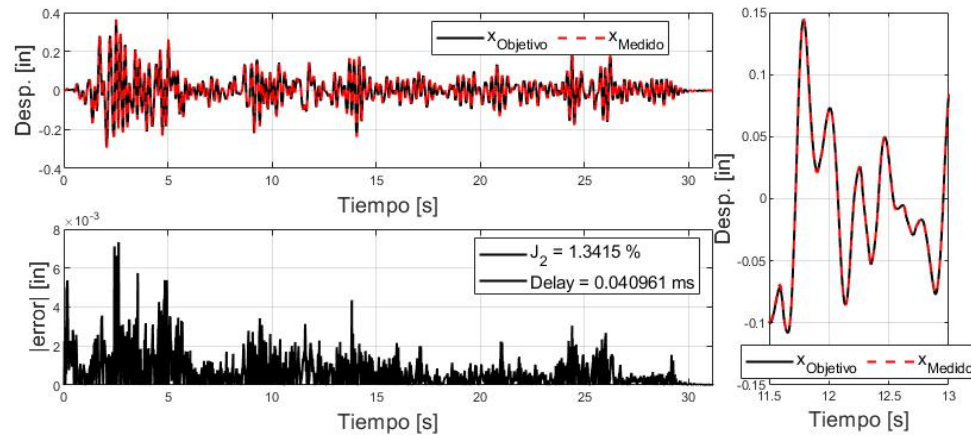 0.4
0.2
0
-0.2
-0.4
Desp. [in]
x_Objetivo x_Medido
0 5 10 15 20 25 30
Tiempo [s]
×10^-3
8
6
4
2
0
|error| [in]
J_2 = 1.3415 %
Delay = 0.040961 ms
0 5 10 15 20 25 30
Tiempo [s]
0.15
0.1
0.05
0
-0.05
-0.1
-0.15
Desp. [in]
x_Objetivo x_Medido
11.5 12 12.5 13
Tiempo [s]